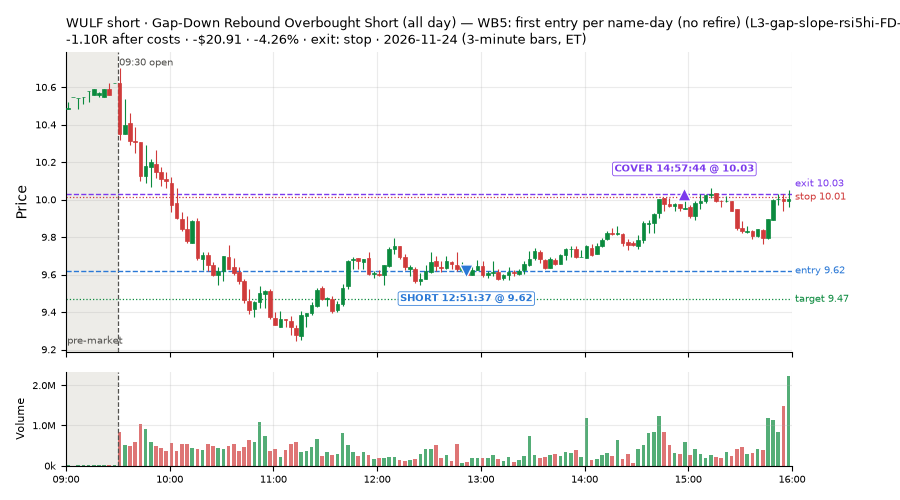 WULF short · Gap-Down Rebound Overbought Short (all day) — WB5: first entry per name-day (no refire) (L3-gap-slope-rsi5hi-FD-
-1.10R after costs · -$20.91 · -4.26% · exit: stop · 2026-11-24 (3-minute bars, ET)
09:30 open
10.6
10.4
10.2
10.0
9.8
9.6
9.4
9.2
Price
COVER 14:57:44 @ 10.03
exit 10.03
stop 10.01
entry 9.62
SHORT 12:51:37 @ 9.62
target 9.47
pre-market
2.0M
1.0M
0k
Volume
09:00
10:00
11:00
12:00
13:00
14:00
15:00
16:00